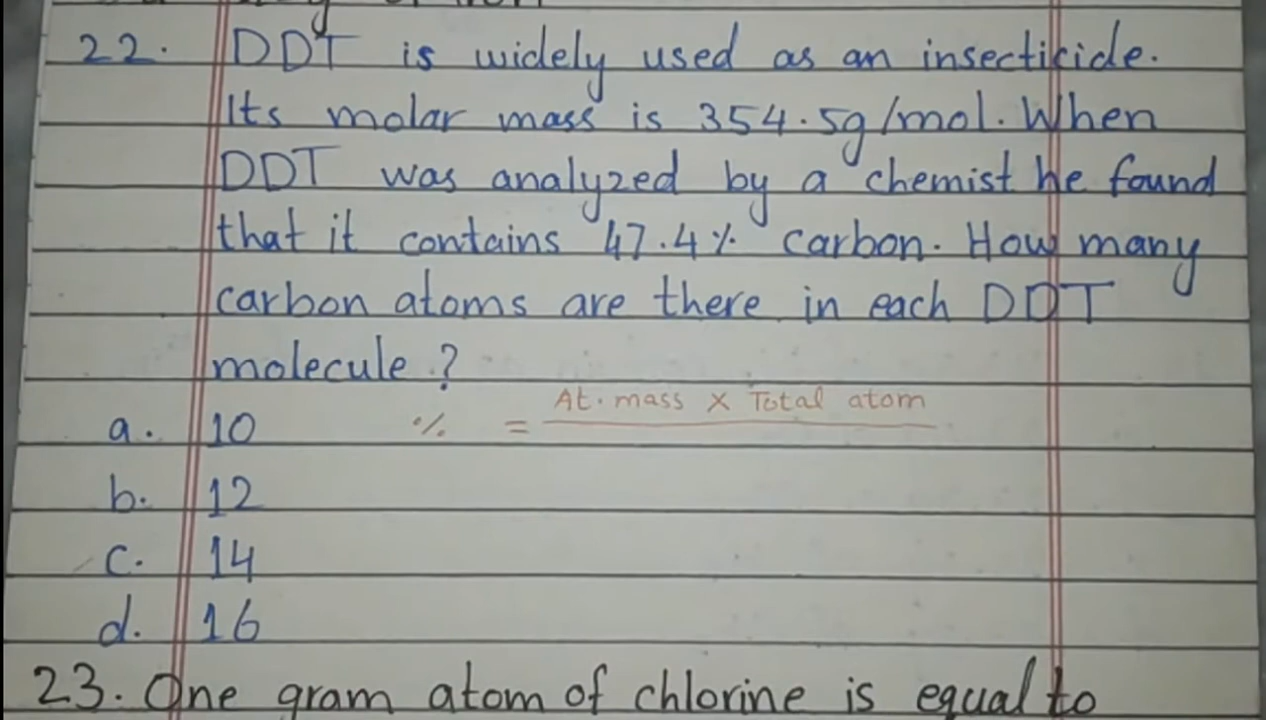 22. DDT is widely used as an insecticide.
Its molar mass is 354.5g/mol. When
DDT was analyzed by a chemist he found
that it contains 47.4% carbon. How many
carbon atoms are there in each DDT
molecule?
At. mass X Total atom
a. 10 % =
b. 12
c. 14
d. 16
23. One gram atom of chlorine is equal to